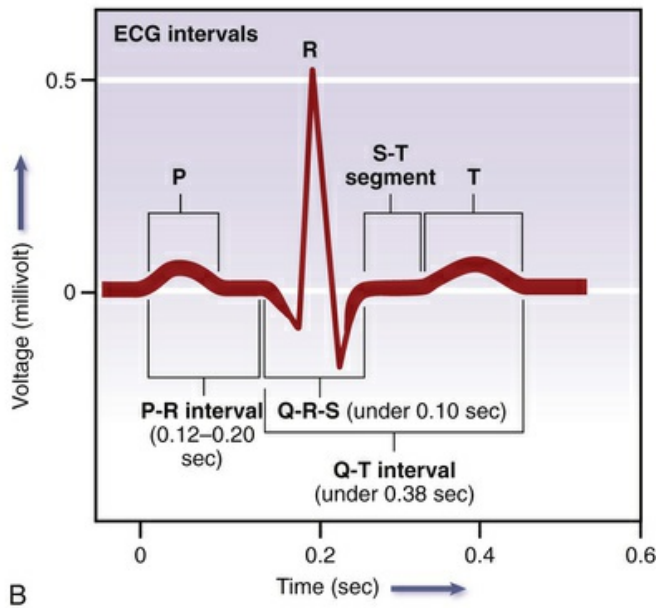 ECG intervals
R
0.5
S-T
segment
P
T
0
Voltage (millivolt)
P-R interval
(0.12–0.20
sec)
Q-R-S (under 0.10 sec)
Q-T interval
(under 0.38 sec)
0
0.2
0.4
0.6
Time (sec)
B